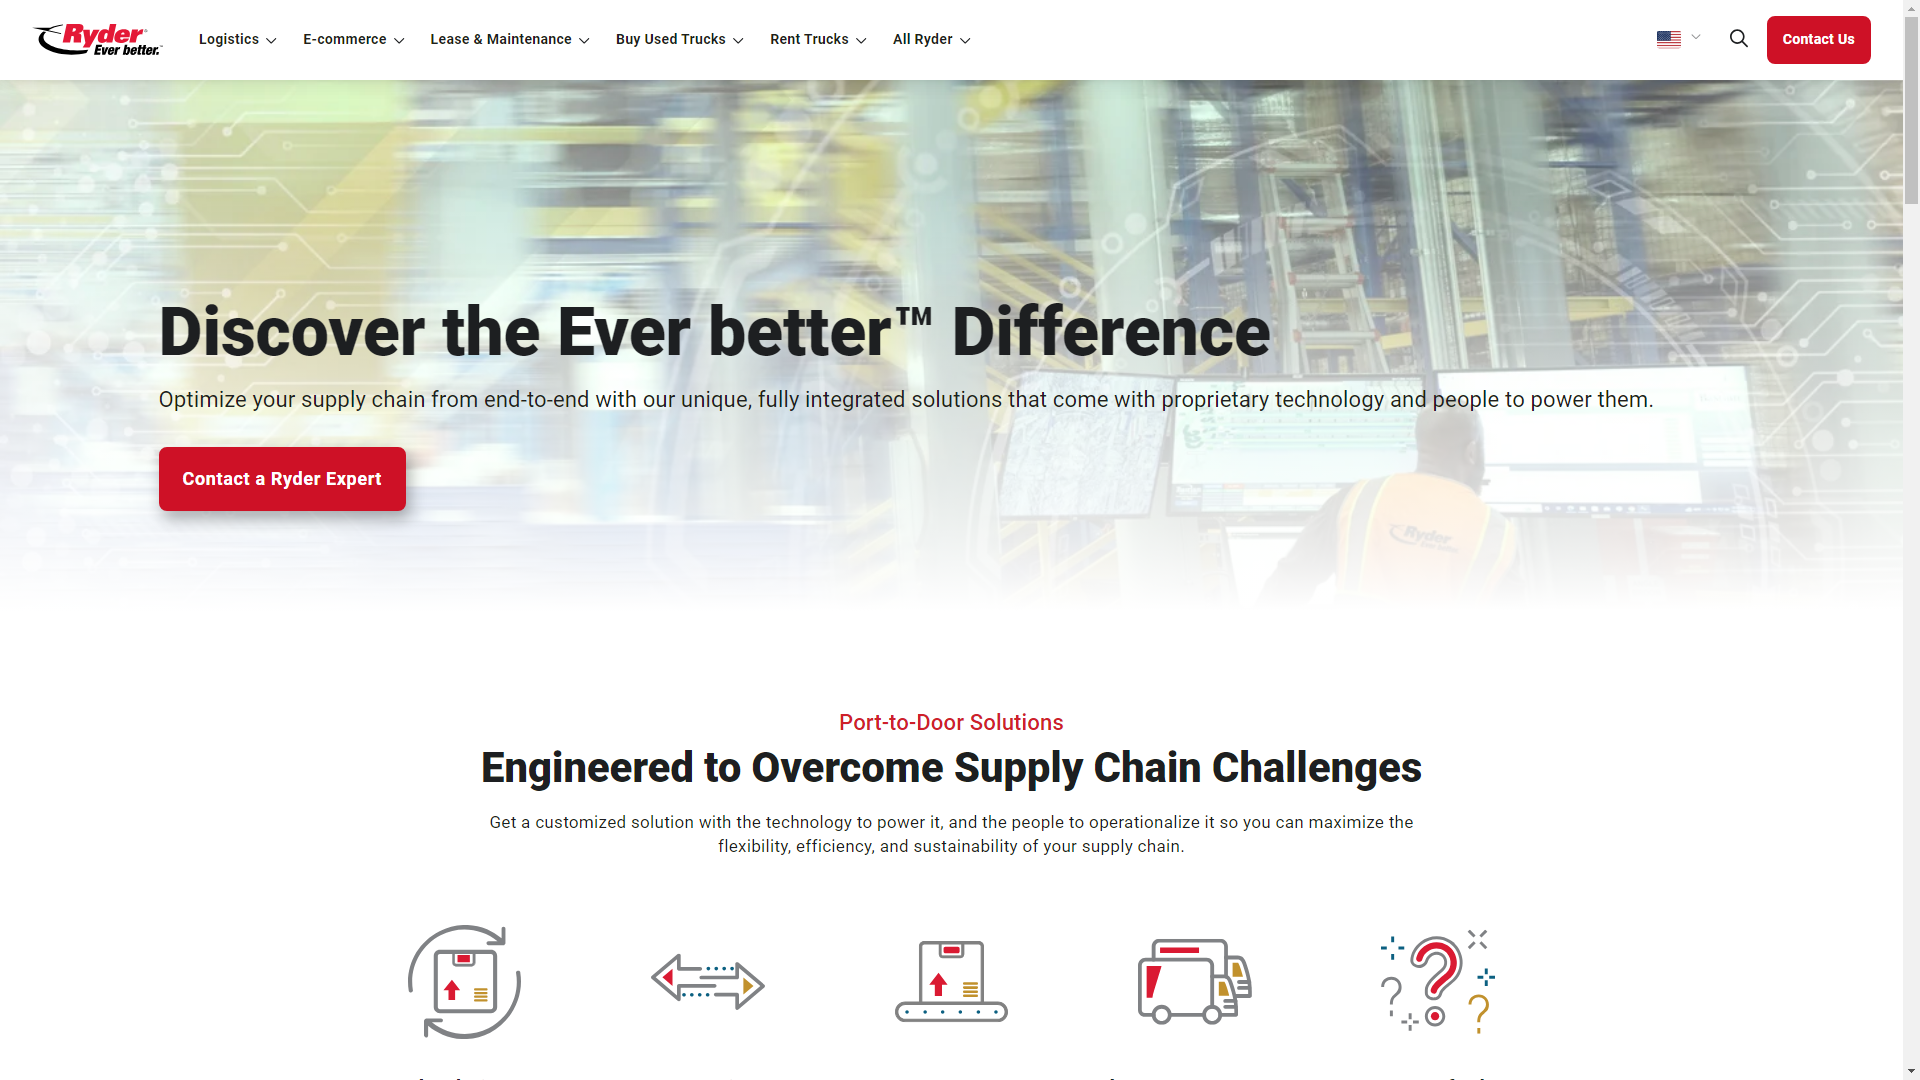 Ryder
Ever better.™
Logistics
E-commerce
Lease & Maintenance
Buy Used Trucks
Rent Trucks
All Ryder
Contact Us
Discover the Ever better™ Difference
Optimize your supply chain from end-to-end with our unique, fully integrated solutions that come with proprietary technology and people to power them.
Contact a Ryder Expert
Ryder
Port-to-Door Solutions
Engineered to Overcome Supply Chain Challenges
Get a customized solution with the technology to power it, and the people to operationalize it so you can maximize the
flexibility, efficiency, and sustainability of your supply chain.